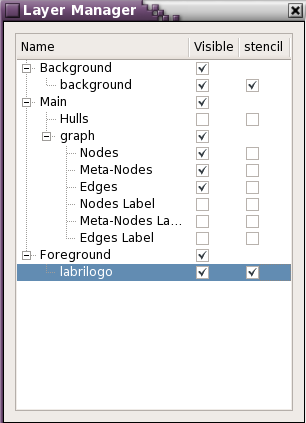 Layer Manager
Name Visible stencil
Background
background
Main
Hulls
graph
Nodes
Meta-Nodes
Edges
Nodes Label
Meta-Nodes La...
Edges Label
Foreground
labrilogo